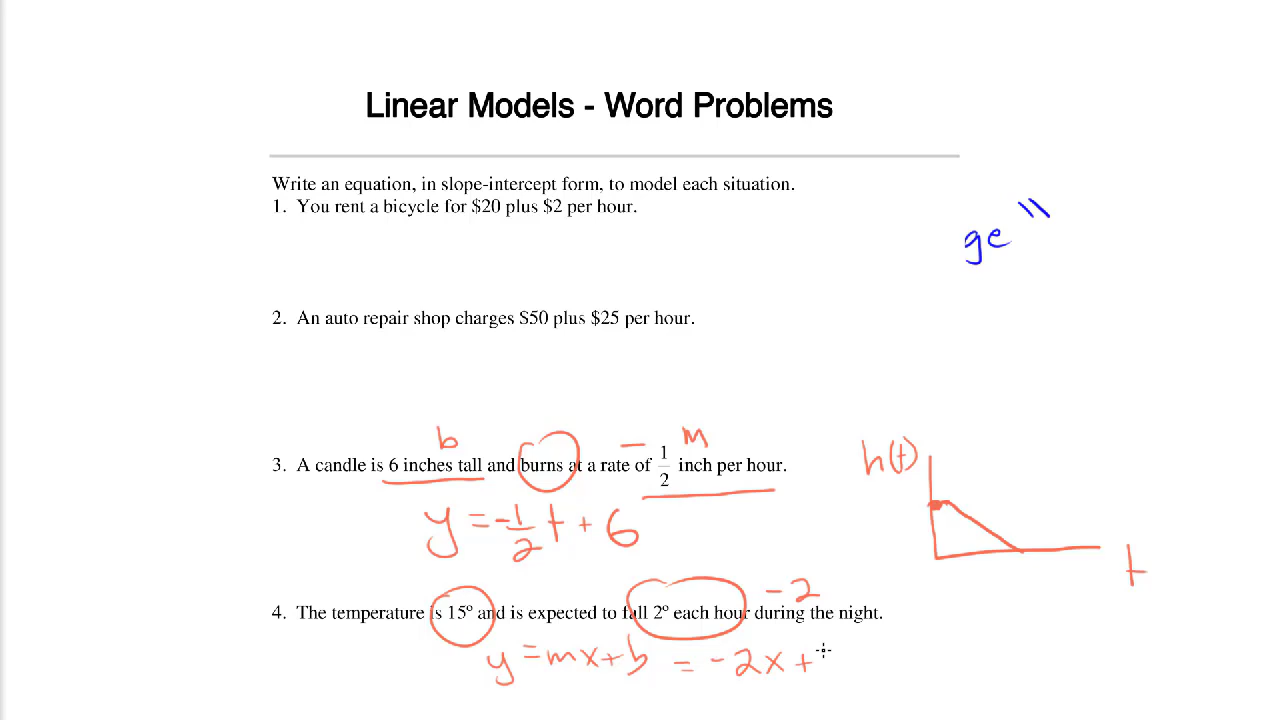 Linear Models - Word Problems
Write an equation, in slope-intercept form, to model each situation.
1. You rent a bicycle for $20 plus $2 per hour.
ge "
2. An auto repair shop charges $50 plus $25 per hour.
b − m
3. A candle is 6 inches tall and burns at a rate of 1/2 inch per hour.
h(t)
y = -1/2 t + 6
t
-2
4. The temperature is 15° and is expected to fall 2° each hour during the night.
y = mx + b = -2x +